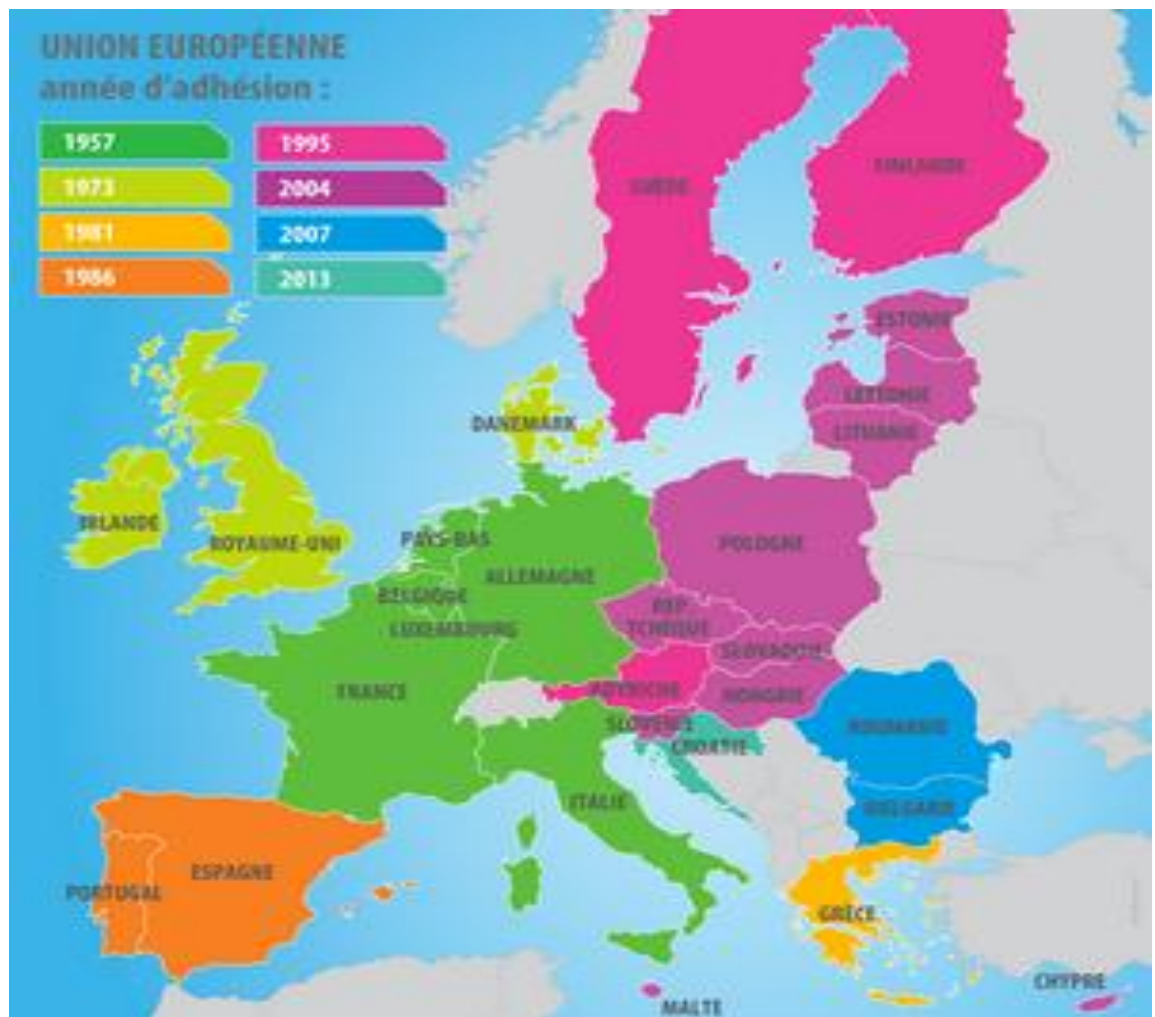 UNION EUROPÉENNE
année d'adhésion :
1957
1973
1981
1986
1995
2004
2007
2013
SUÈDE
FINLANDE
ESTONIE
LETTONIE
LITUANIE
DANEMARK
IRLANDE
ROYAUME-UNI
PAYS-BAS
POLOGNE
ALLEMAGNE
BELGIQUE
LUXEMBOURG
RÉP.
TCHÈQUE
SLOVAQUIE
FRANCE
AUTRICHE
HONGRIE
SLOVÉNIE
CROATIE
ROUMANIE
ITALIE
BULGARIE
ESPAGNE
PORTUGAL
GRÈCE
CHYPRE
MALTE